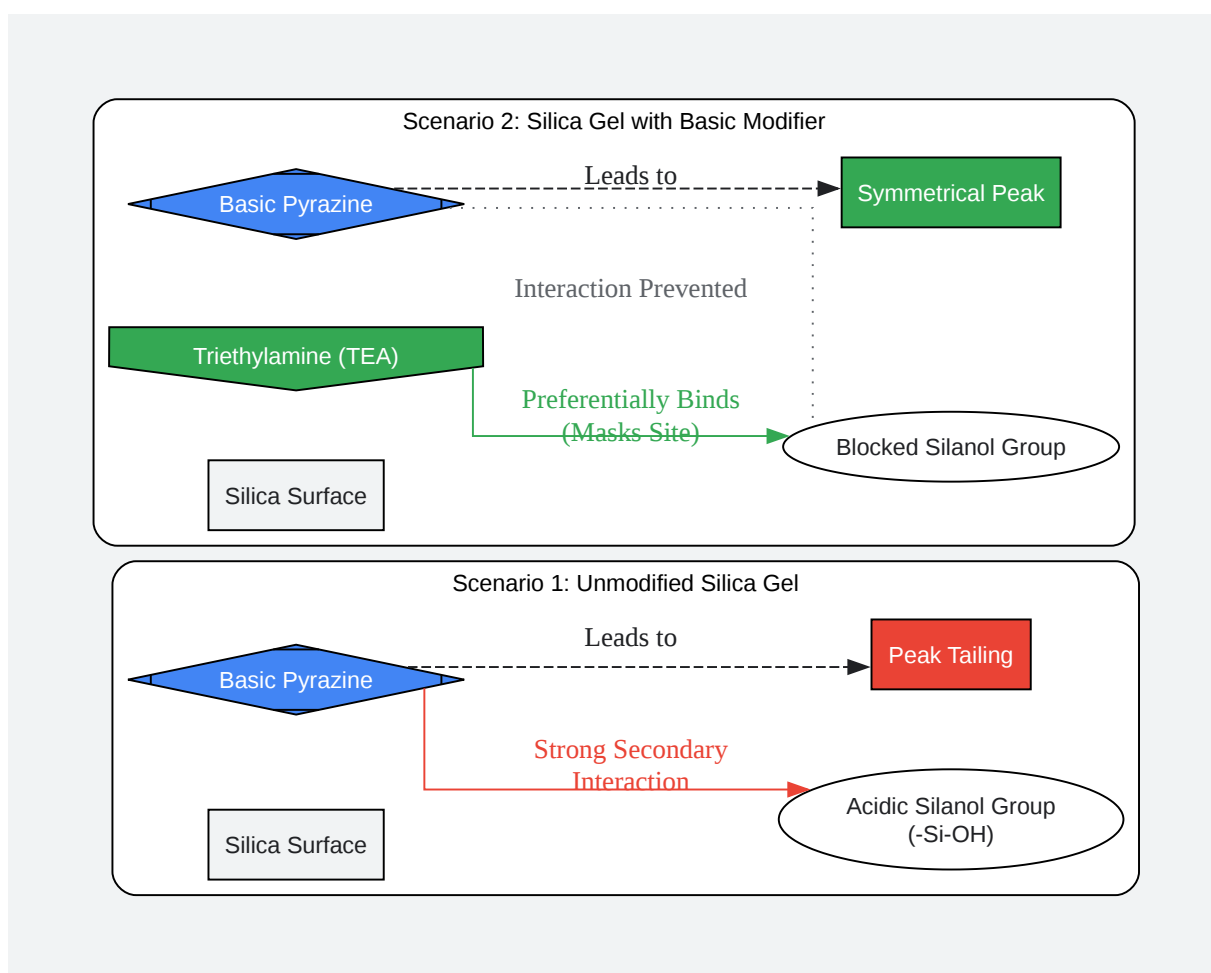 Scenario 2: Silica Gel with Basic Modifier
Leads to
Basic Pyrazine
Symmetrical Peak
Interaction Prevented
Triethylamine (TEA)
Preferentially Binds
(Masks Site)
Blocked Silanol Group
Silica Surface
Scenario 1: Unmodified Silica Gel
Leads to
Basic Pyrazine
Peak Tailing
Strong Secondary
Interaction
Acidic Silanol Group
(-Si-OH)
Silica Surface